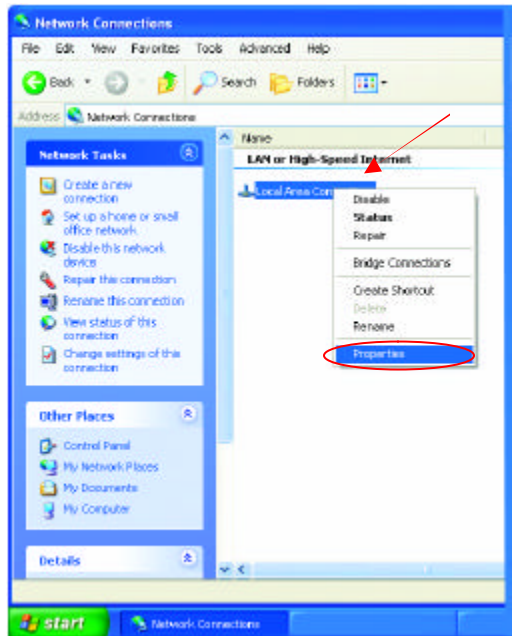 Network Connections
File Edit View Favorites Tools Advanced Help
Back Search Folders
Address Network Connections
Name
LAN or High-Speed Internet
Local Area Con
Network Tasks
Create a new
connection
Set up a home or small
office network
Disable this network
device
Repair this connection
Rename this connection
View status of this
connection
Change settings of this
connection
Disable
Status
Repair
Bridge Connections
Create Shortcut
Delete
Rename
Properties
Other Places
Control Panel
My Network Places
My Documents
My Computer
Details
start
Network Connections